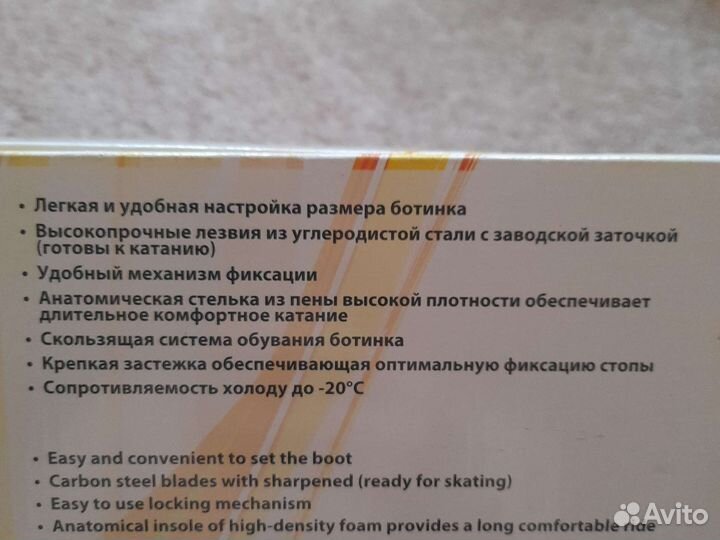 • Легкая и удобная настройка размера ботинка
• Высокопрочные лезвия из углеродистой стали с заводской заточкой
(готовы к катанию)
• Удобный механизм фиксации
• Анатомическая стелька из пены высокой плотности обеспечивает
длительное комфортное катание
• Скользящая система обувания ботинка
• Крепкая застежка обеспечивающая оптимальную фиксацию стопы
• Сопротивляемость холоду до -20°C
• Easy and convenient to set the boot
• Carbon steel blades with sharpened (ready for skating)
• Easy to use locking mechanism
• Anatomical insole of high-density foam provides a long comfortable ride
Avito